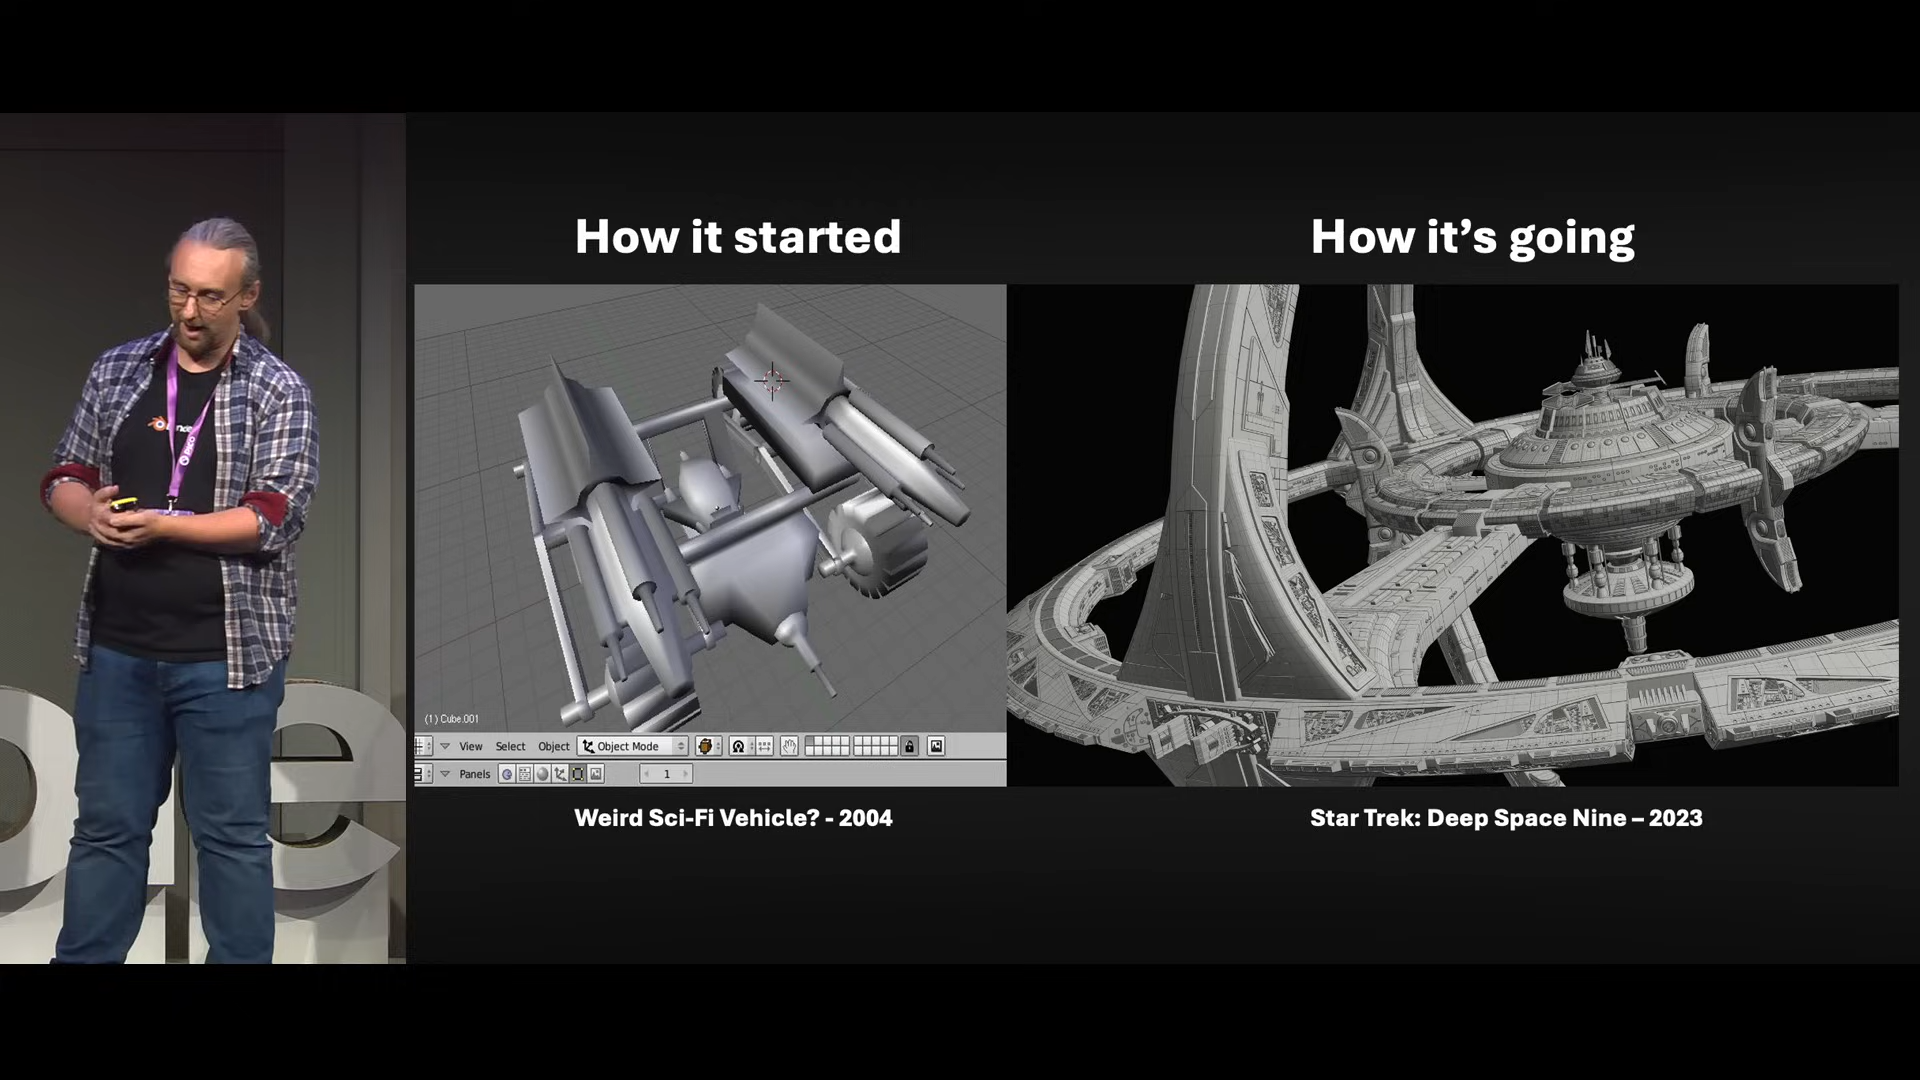 How it started
How it's going
(1) Cube.001
View Select Object Object Mode
Panels 1
Weird Sci-Fi Vehicle? - 2004
Star Trek: Deep Space Nine – 2023
PICO